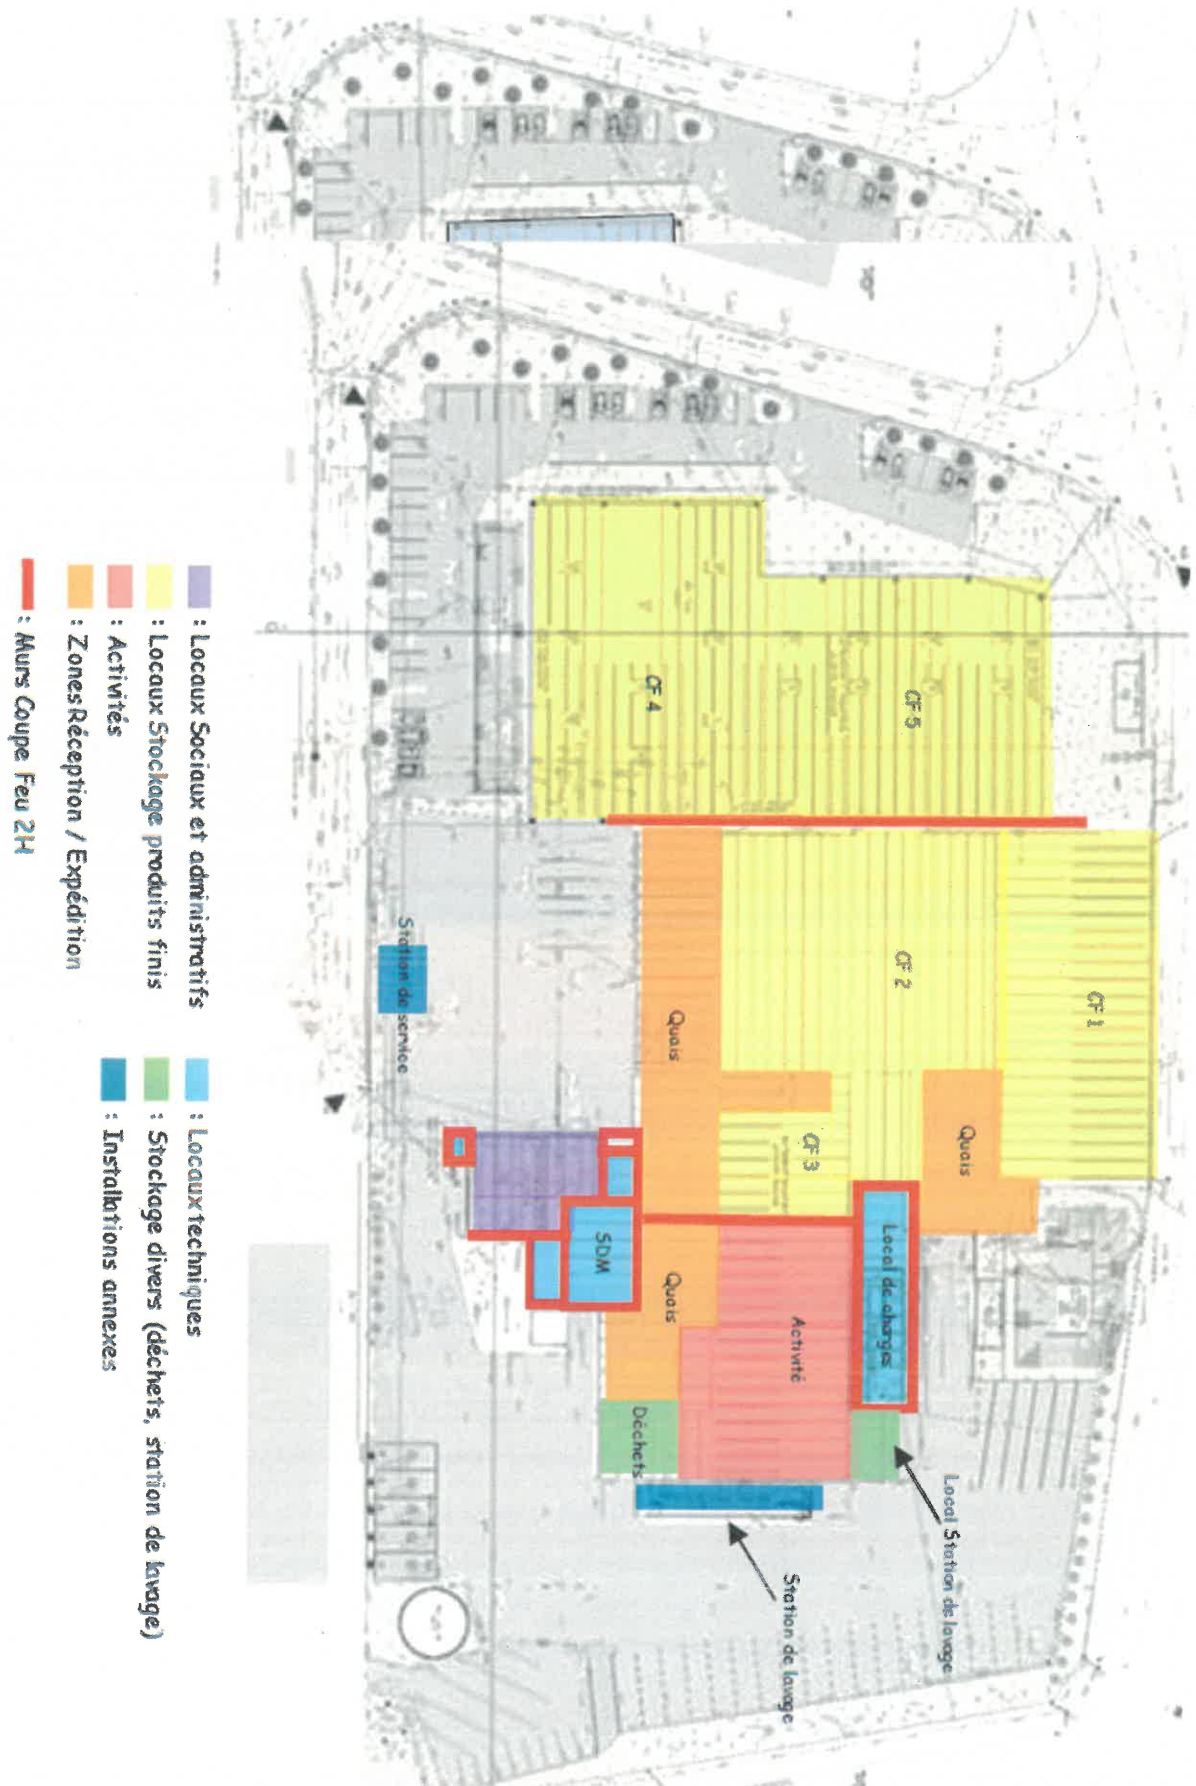 CF 1
CF 5
CF 2
CF 4
CF 3
Quais
Quais
Quais
Local de charges
Activité
SDM
Déchets
Station de service
Local Station de lavage
Station de lavage
: Locaux Sociaux et administratifs
: Locaux Stockage produits finis
: Activités
: Zones Réception / Expédition
: Murs Coupe Feu 2H
: Locaux techniques
: Stockage divers (déchets, station de lavage)
: Installations annexes